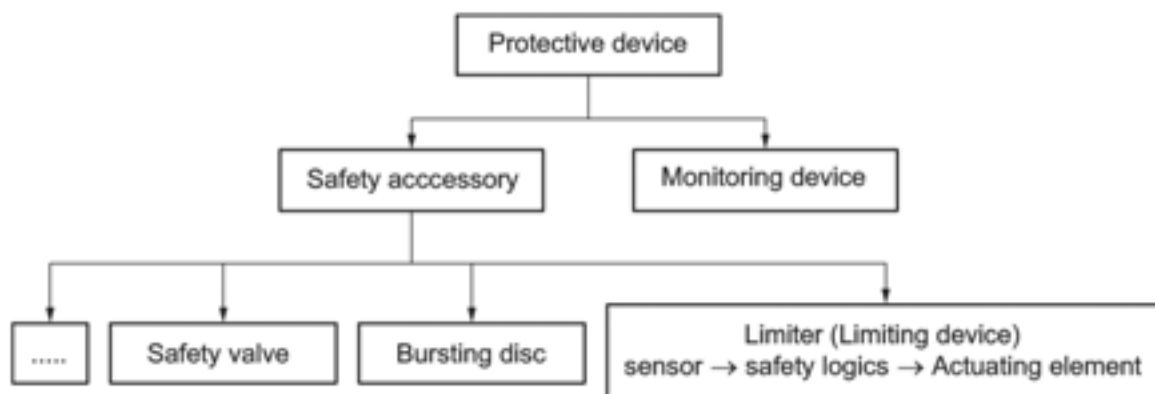 Protective device
Safety acccessory
Monitoring device
.....
Safety valve
Bursting disc
Limiter (Limiting device)
sensor → safety logics → Actuating element